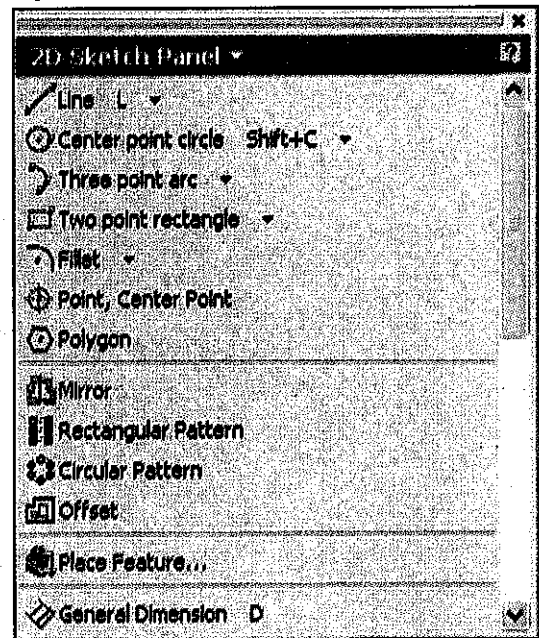 2D Sketch Panel
Line L
Center point circle Shift+C
Three point arc
Two point rectangle
Fillet
Point, Center Point
Polygon
Mirror
Rectangular Pattern
Circular Pattern
Offset
Place Feature...
General Dimension D